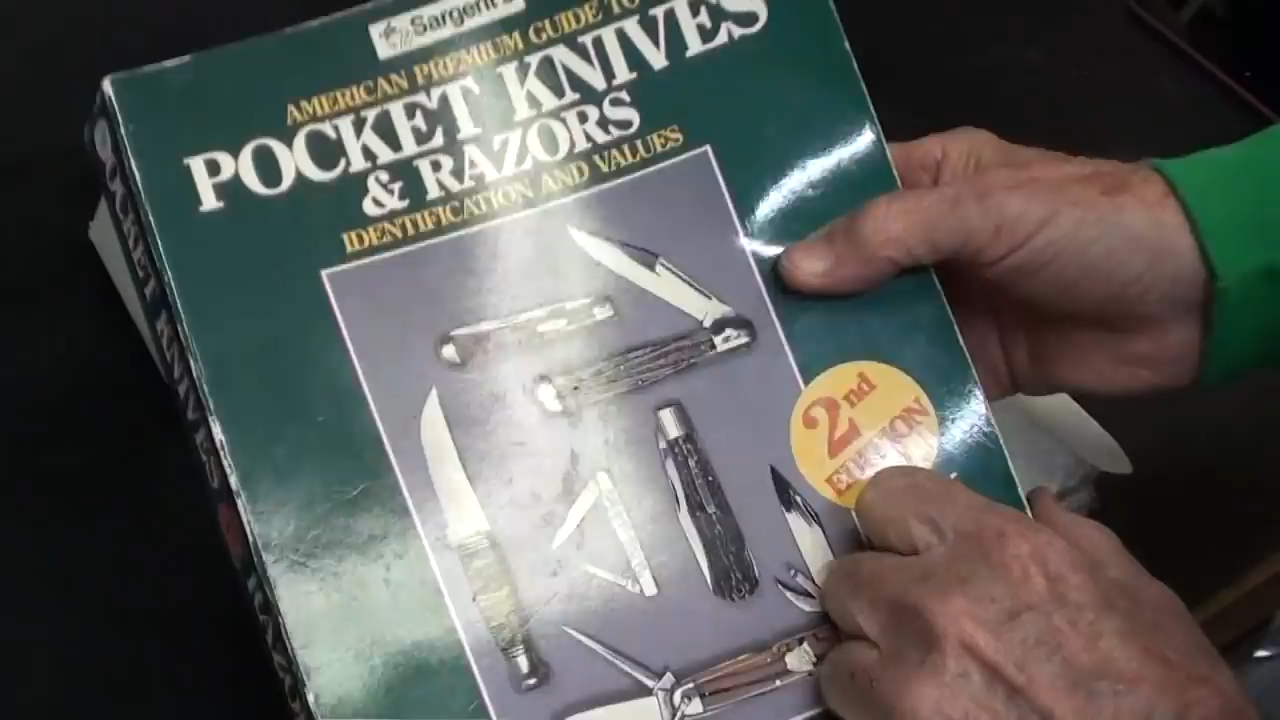 Sargent's
AMERICAN PREMIUM GUIDE TO
POCKET KNIVES
& RAZORS
IDENTIFICATION AND VALUES
2nd
EDITION
POCKET KNIVES